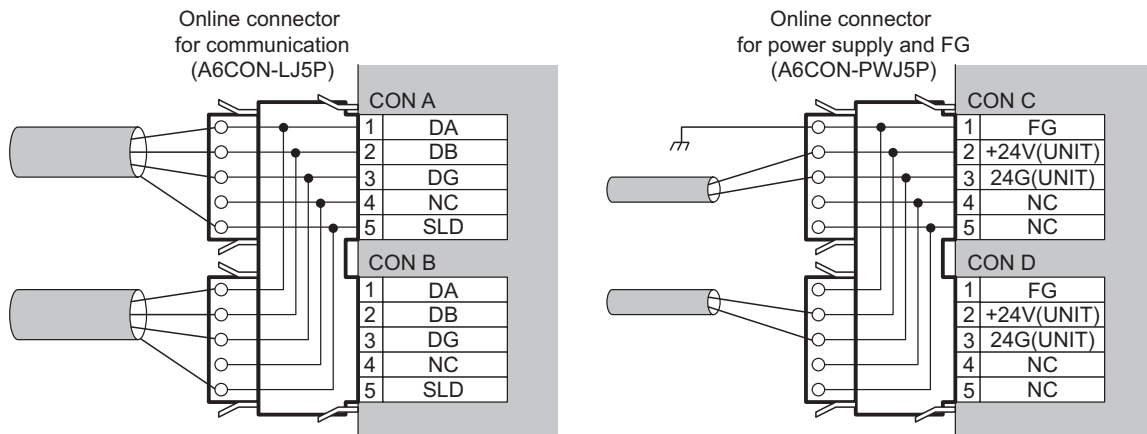 Online connector
for communication
(A6CON-LJ5P)
CON A
1 DA
2 DB
3 DG
4 NC
5 SLD
CON B
1 DA
2 DB
3 DG
4 NC
5 SLD
Online connector
for power supply and FG
(A6CON-PWJ5P)
CON C
1 FG
2 +24V(UNIT)
3 24G(UNIT)
4 NC
5 NC
CON D
1 FG
2 +24V(UNIT)
3 24G(UNIT)
4 NC
5 NC